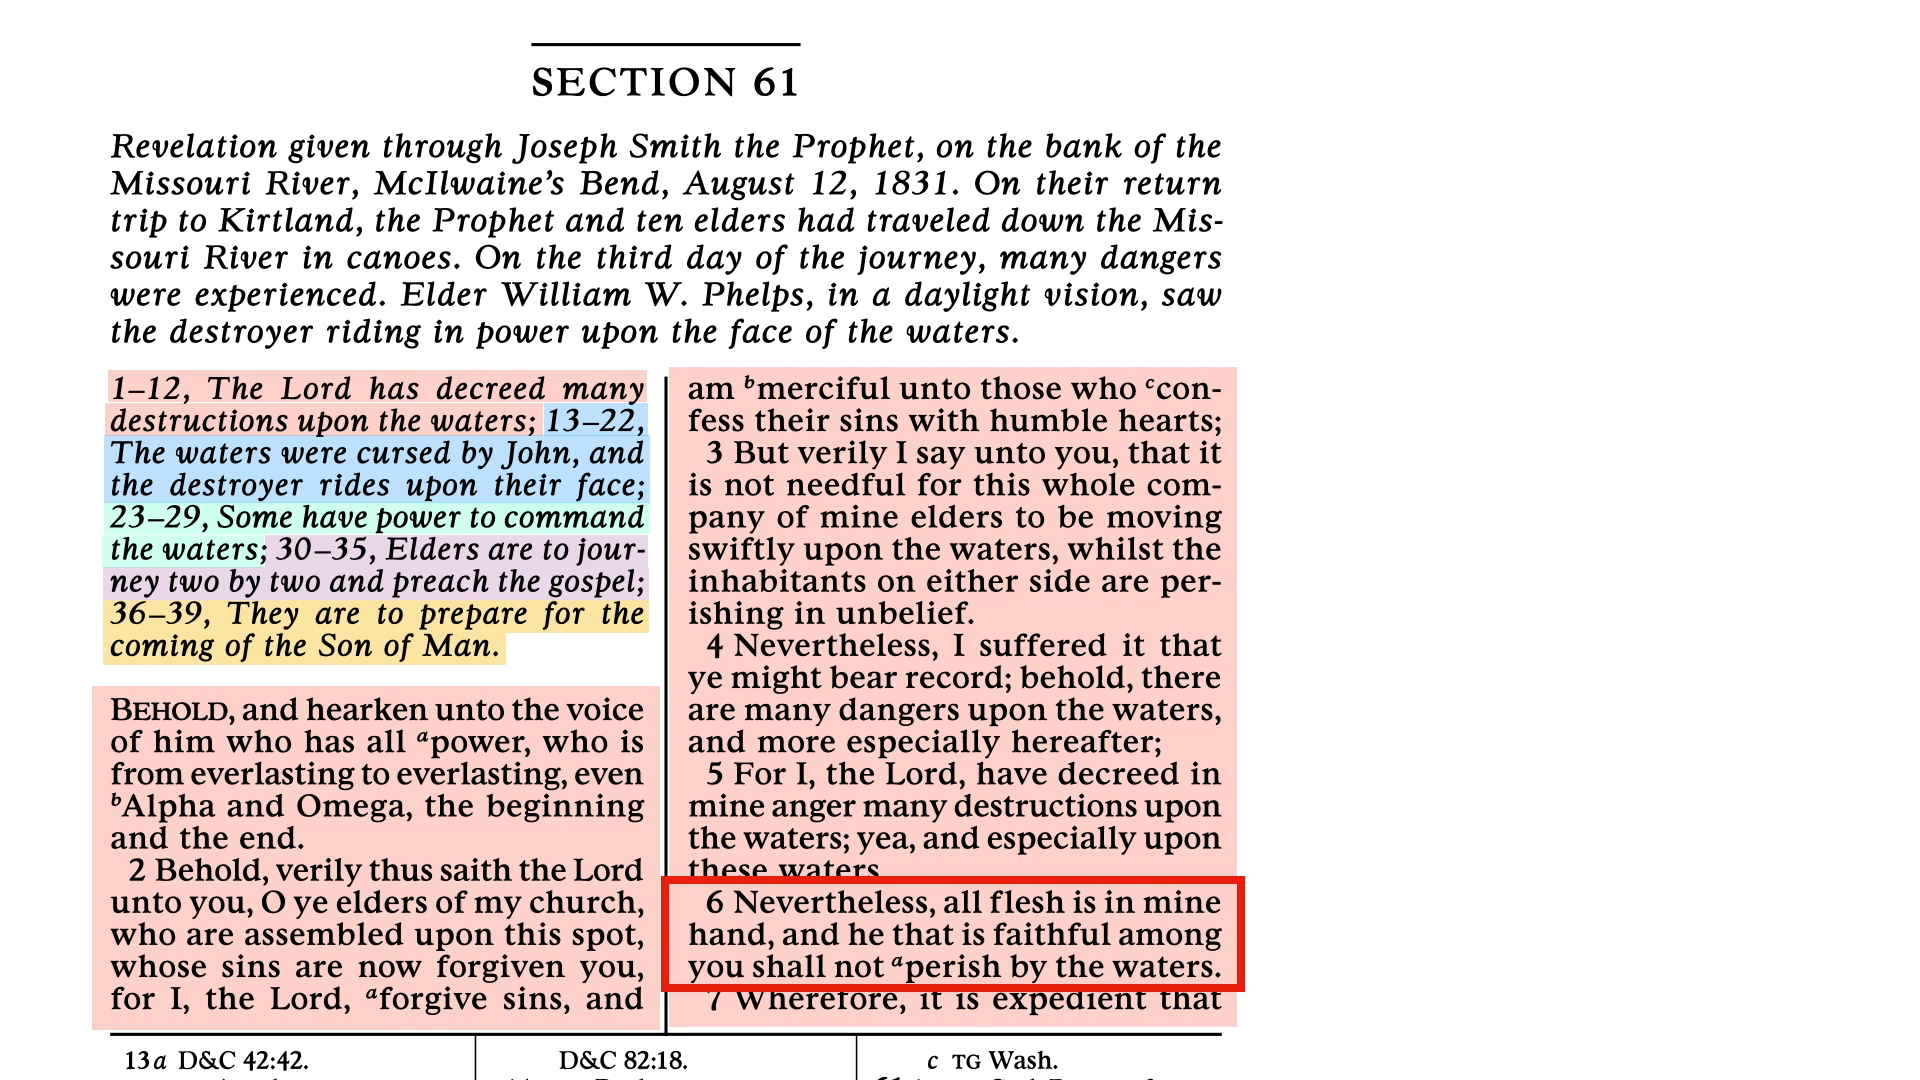 SECTION 61
Revelation given through Joseph Smith the Prophet, on the bank of the
Missouri River, McIlwaine’s Bend, August 12, 1831. On their return
trip to Kirtland, the Prophet and ten elders had traveled down the Mis-
souri River in canoes. On the third day of the journey, many dangers
were experienced. Elder William W. Phelps, in a daylight vision, saw
the destroyer riding in power upon the face of the waters.
1–12, The Lord has decreed many
destructions upon the waters; 13–22,
The waters were cursed by John, and
the destroyer rides upon their face;
23–29, Some have power to command
the waters; 30–35, Elders are to jour-
ney two by two and preach the gospel;
36–39, They are to prepare for the
coming of the Son of Man.
BEHOLD, and hearken unto the voice
of him who has all a power, who is
from everlasting to everlasting, even
b Alpha and Omega, the beginning
and the end.
2 Behold, verily thus saith the Lord
unto you, O ye elders of my church,
who are assembled upon this spot,
whose sins are now forgiven you,
for I, the Lord, a forgive sins, and
am b merciful unto those who c con-
fess their sins with humble hearts;
3 But verily I say unto you, that it
is not needful for this whole com-
pany of mine elders to be moving
swiftly upon the waters, whilst the
inhabitants on either side are per-
ishing in unbelief.
4 Nevertheless, I suffered it that
ye might bear record; behold, there
are many dangers upon the waters,
and more especially hereafter;
5 For I, the Lord, have decreed in
mine anger many destructions upon
the waters; yea, and especially upon
these waters
6 Nevertheless, all flesh is in mine
hand, and he that is faithful among
you shall not a perish by the waters.
7 Wherefore, it is expedient that
13a D&C 42:42.
D&C 82:18.
c TG Wash.